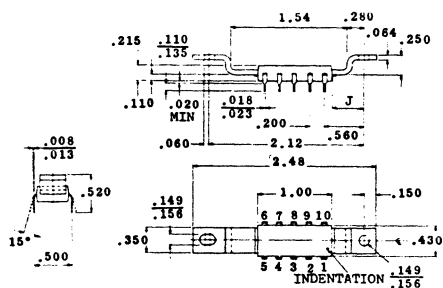 1.54 .280
.215 .110 .064 .250
.135
.110 .020 .018 J
MIN .023
.200 .560
.060 2.12
.008 2.48
.013
.520 .149 1.00 .150
.156
6 7 8 9 10
15° .350 .430
5 4 3 2 1
.500 INDENTATION .149
.156